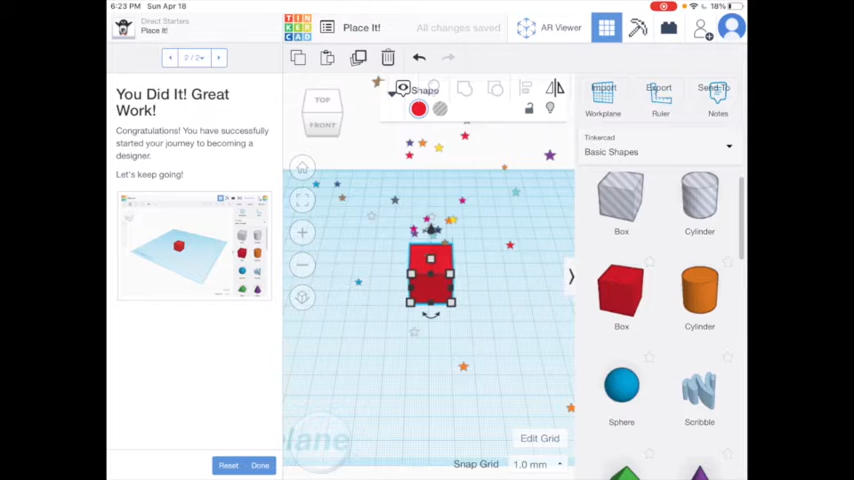 6:23 PM Sun Apr 18
18%
Direct Starters
Place It!
TIN
KER
CAD
Place It!
All changes saved
AR Viewer
2 / 2
You Did It! Great
Work!
Congratulations! You have successfully
started your journey to becoming a
designer.
Let's keep going!
Reset
Done
TOP
FRONT
Shape
Import
Export
Send To
Workplane
Ruler
Notes
Tinkercad
Basic Shapes
Box
Cylinder
Box
Cylinder
Sphere
Scribble
Edit Grid
Snap Grid
1.0 mm